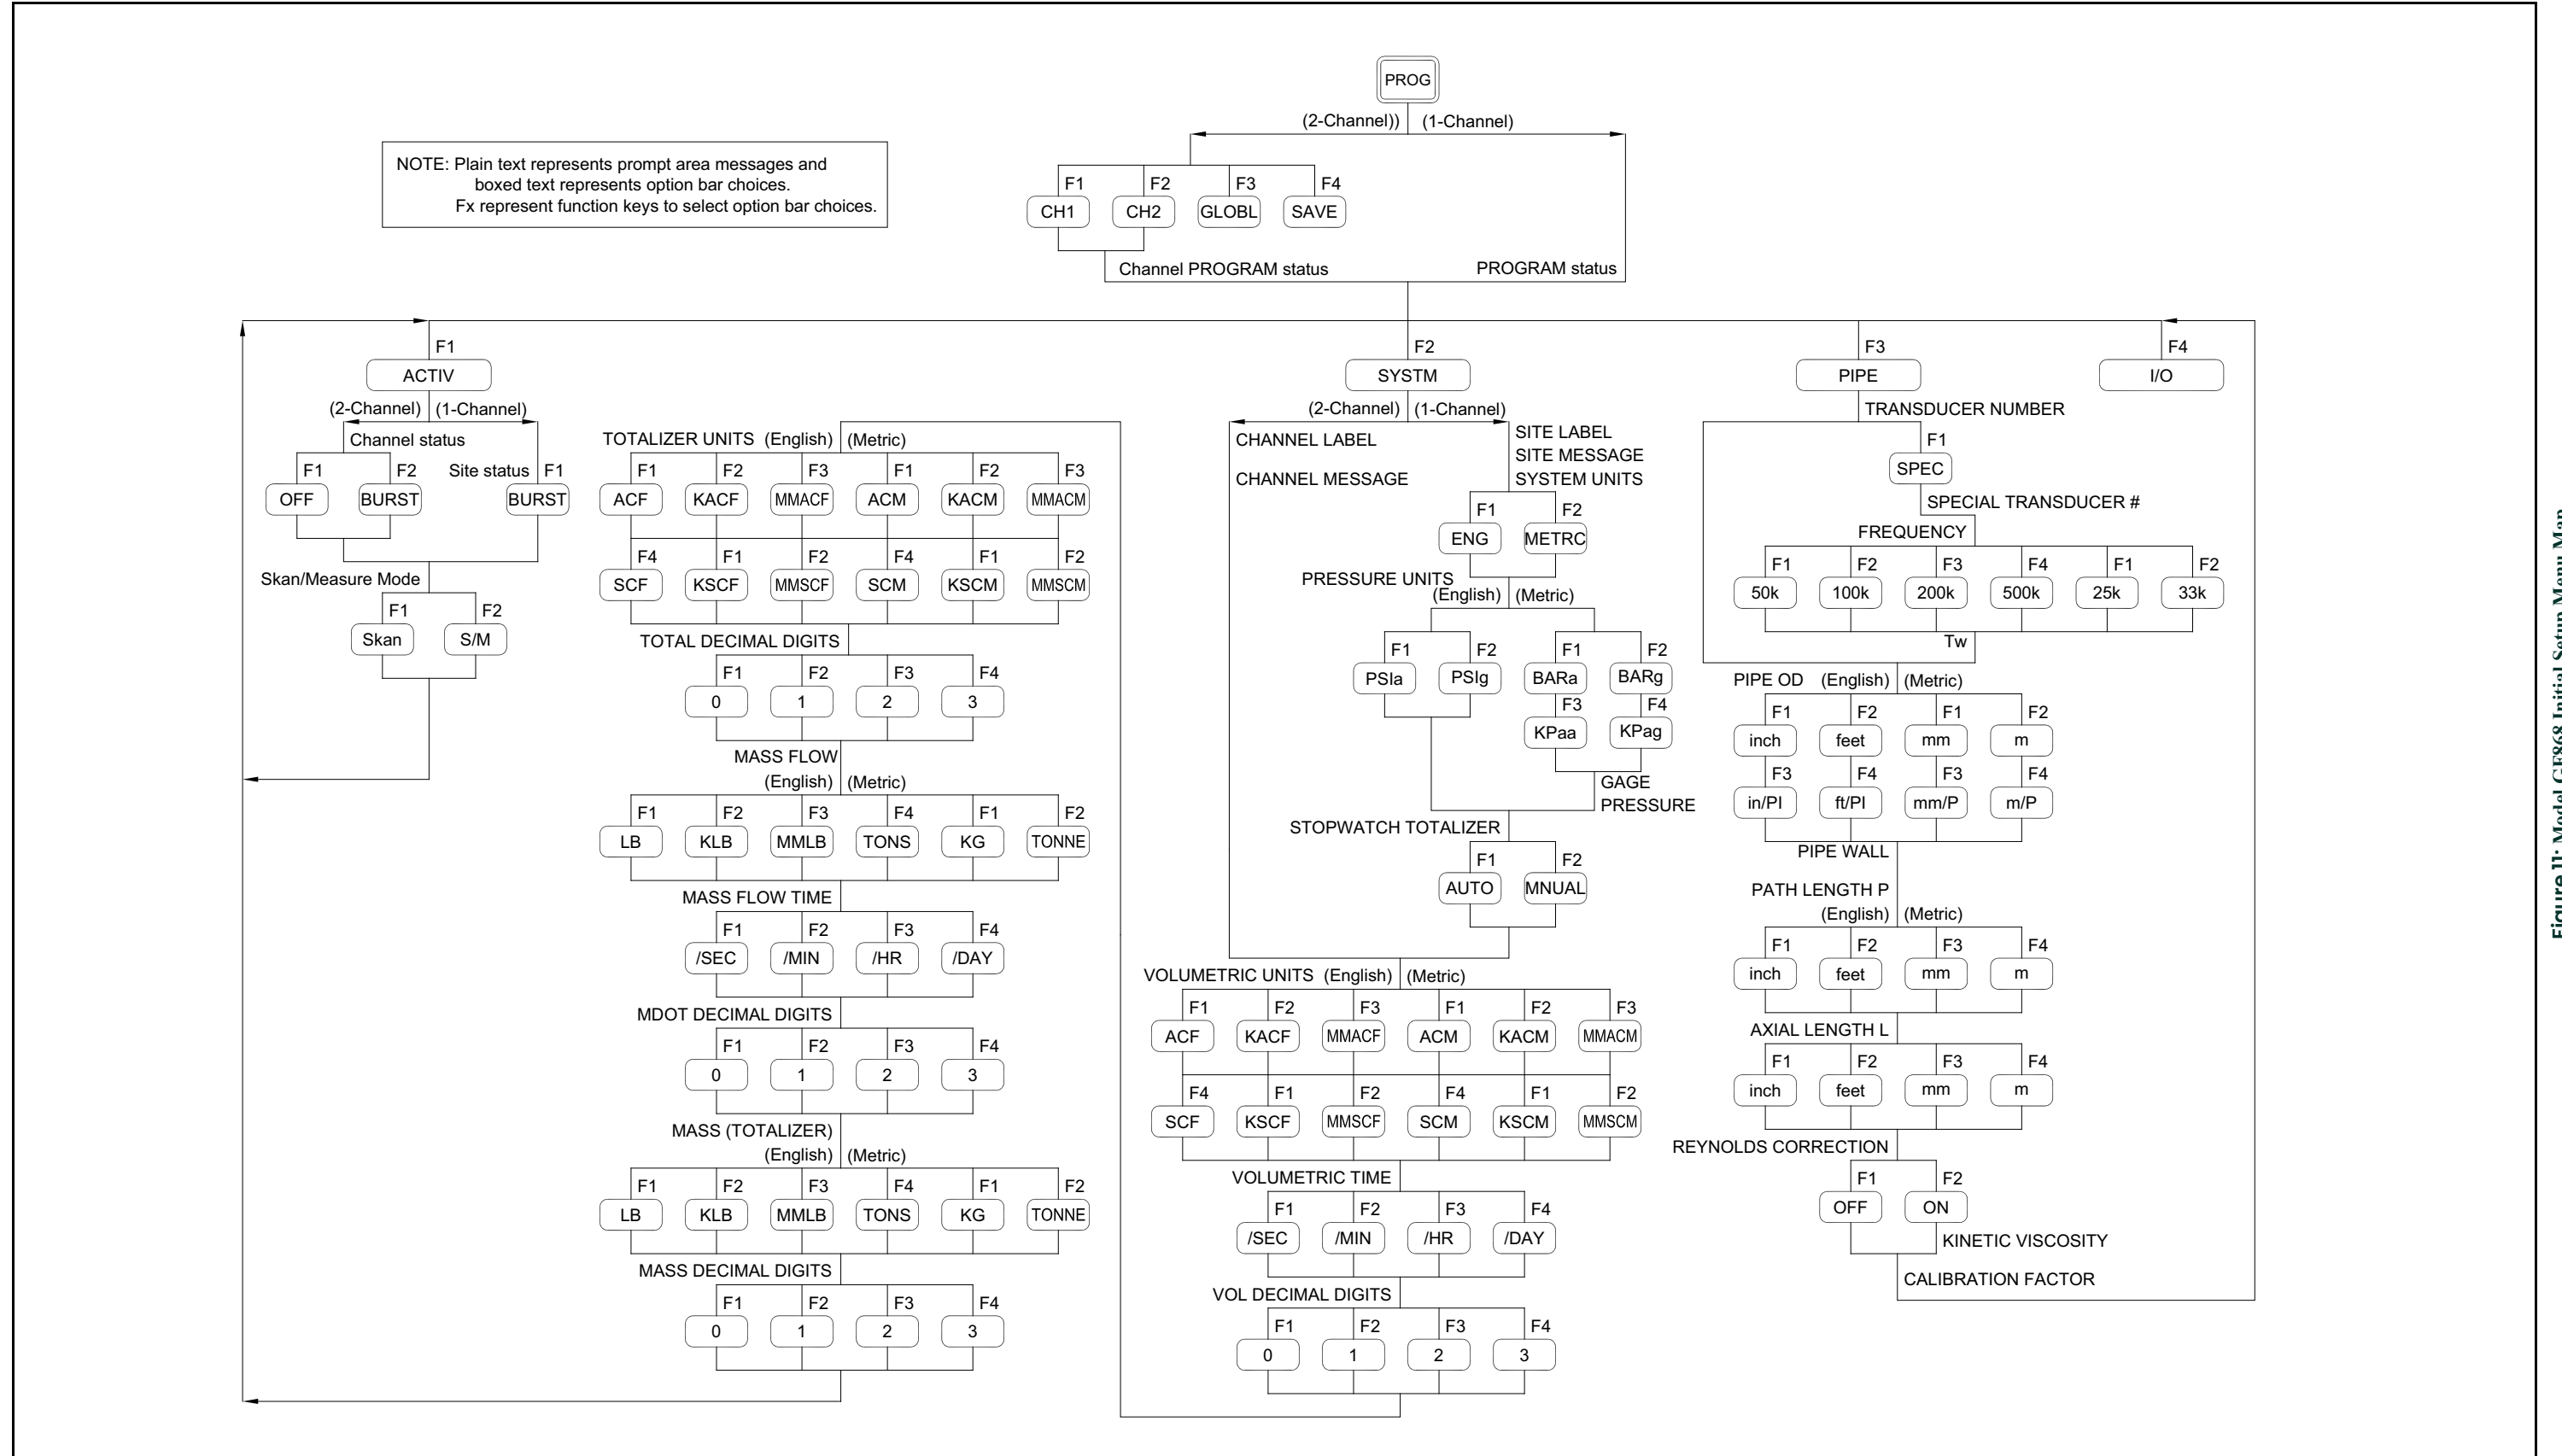 PROG
(2-Channel)) (1-Channel)
NOTE: Plain text represents prompt area messages and
boxed text represents option bar choices.
Fx represent function keys to select option bar choices.
F1 F2 F3 F4
CH1 CH2 GLOBL SAVE
Channel PROGRAM status PROGRAM status
F1 F2 F3 F4
ACTIV SYSTM PIPE I/O
(2-Channel) (1-Channel)
Channel status
F1 F2 Site status F1
OFF BURST BURST
Skan/Measure Mode
F1 F2
Skan S/M
TOTALIZER UNITS (English) (Metric)
F1 F2 F3 F1 F2 F3
ACF KACF MMACF ACM KACM MMACM
F4 F1 F2 F4 F1 F2
SCF KSCF MMSCF SCM KSCM MMSCM
TOTAL DECIMAL DIGITS
F1 F2 F3 F4
0 1 2 3
MASS FLOW
(English) (Metric)
F1 F2 F3 F4 F1 F2
LB KLB MMLB TONS KG TONNE
MASS FLOW TIME
F1 F2 F3 F4
/SEC /MIN /HR /DAY
MDOT DECIMAL DIGITS
F1 F2 F3 F4
0 1 2 3
MASS (TOTALIZER)
(English) (Metric)
F1 F2 F3 F4 F1 F2
LB KLB MMLB TONS KG TONNE
MASS DECIMAL DIGITS
F1 F2 F3 F4
0 1 2 3
(2-Channel) (1-Channel)
CHANNEL LABEL
CHANNEL MESSAGE
SITE LABEL
SITE MESSAGE
SYSTEM UNITS
F1 F2
ENG METRC
PRESSURE UNITS
(English) (Metric)
F1 F2 F1 F2
PSIa PSIg BARa BARg
F3 F4
KPaa KPag
GAGE
PRESSURE
STOPWATCH TOTALIZER
F1 F2
AUTO MNUAL
VOLUMETRIC UNITS (English) (Metric)
F1 F2 F3 F1 F2 F3
ACF KACF MMACF ACM KACM MMACM
F4 F1 F2 F4 F1 F2
SCF KSCF MMSCF SCM KSCM MMSCM
VOLUMETRIC TIME
F1 F2 F3 F4
/SEC /MIN /HR /DAY
VOL DECIMAL DIGITS
F1 F2 F3 F4
0 1 2 3
TRANSDUCER NUMBER
F1
SPEC
SPECIAL TRANSDUCER #
FREQUENCY
F1 F2 F3 F4 F1 F2
50k 100k 200k 500k 25k 33k
Tw
PIPE OD (English) (Metric)
F1 F2 F1 F2
inch feet mm m
F3 F4 F3 F4
in/PI ft/PI mm/P m/P
PIPE WALL
PATH LENGTH P
(English) (Metric)
F1 F2 F3 F4
inch feet mm m
AXIAL LENGTH L
F1 F2 F3 F4
inch feet mm m
REYNOLDS CORRECTION
F1 F2
OFF ON
KINETIC VISCOSITY
CALIBRATION FACTOR
Figure 11: Model GF868 Initial Setup Menu Map